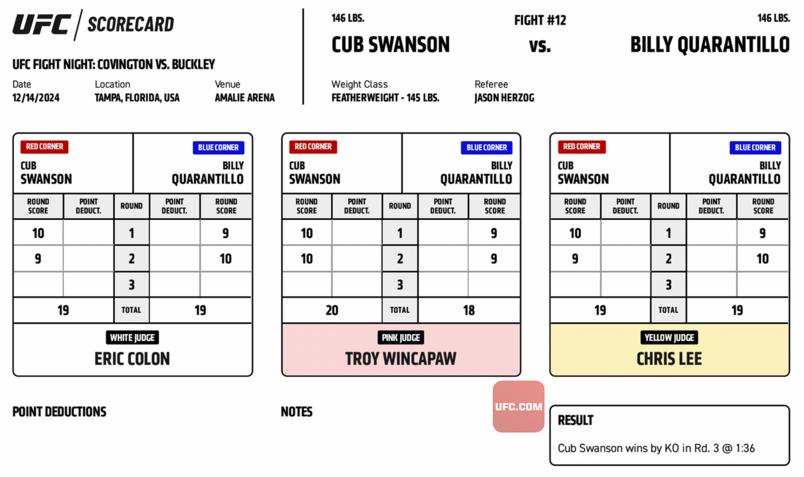 UFC SCORECARD
UFC FIGHT NIGHT: COVINGTON VS. BUCKLEY
Date Location Venue
12/14/2024 TAMPA, FLORIDA, USA AMALIE ARENA
146 LBS. FIGHT #12 146 LBS.
CUB SWANSON VS. BILLY QUARANTILLO
Weight Class Referee
FEATHERWEIGHT - 145 LBS. JASON HERZOG
RED CORNER BLUE CORNER
CUB BILLY
SWANSON QUARANTILLO
ROUND POINT ROUND POINT ROUND
SCORE DEDUCT. DEDUCT. SCORE
10 1 9
9 2 10
3
19 TOTAL 19
WHITE JUDGE
ERIC COLON
RED CORNER BLUE CORNER
CUB BILLY
SWANSON QUARANTILLO
ROUND POINT ROUND POINT ROUND
SCORE DEDUCT. DEDUCT. SCORE
10 1 9
10 2 9
3
20 TOTAL 18
PINK JUDGE
TROY WINCAPAW
RED CORNER BLUE CORNER
CUB BILLY
SWANSON QUARANTILLO
ROUND POINT ROUND POINT ROUND
SCORE DEDUCT. DEDUCT. SCORE
10 1 9
9 2 10
3
19 TOTAL 19
YELLOW JUDGE
CHRIS LEE
POINT DEDUCTIONS
NOTES
UFC.COM
RESULT
Cub Swanson wins by KO in Rd. 3 @ 1:36